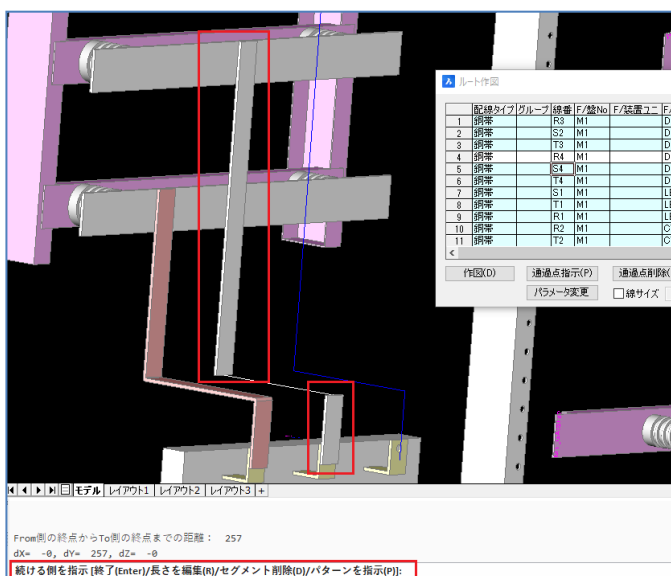 ルート作図
配線タイプ グループ 線番 F/盤No F/装置ユニ F/
1 銅帯 R3 M1 D
2 銅帯 S2 M1 D
3 銅帯 T3 M1 D
4 銅帯 R4 M1 D
5 銅帯 S4 M1 D
6 銅帯 T4 M1 D
7 銅帯 S1 M1 LE
8 銅帯 T1 M1 LE
9 銅帯 R1 M1 LE
10 銅帯 R2 M1 C
11 銅帯 T2 M1 C
作図(D) 通過点指示(P) 通過点削除(
パラメータ変更 線サイズ
モデル レイアウト1 レイアウト2 レイアウト3 +
From側の終点からTo側の終点までの距離: 257
dX= -0, dY= 257, dZ= -0
続ける側を指示 [終了(Enter)/長さを編集(R)/セグメント削除(D)/パターンを指示(P)]: